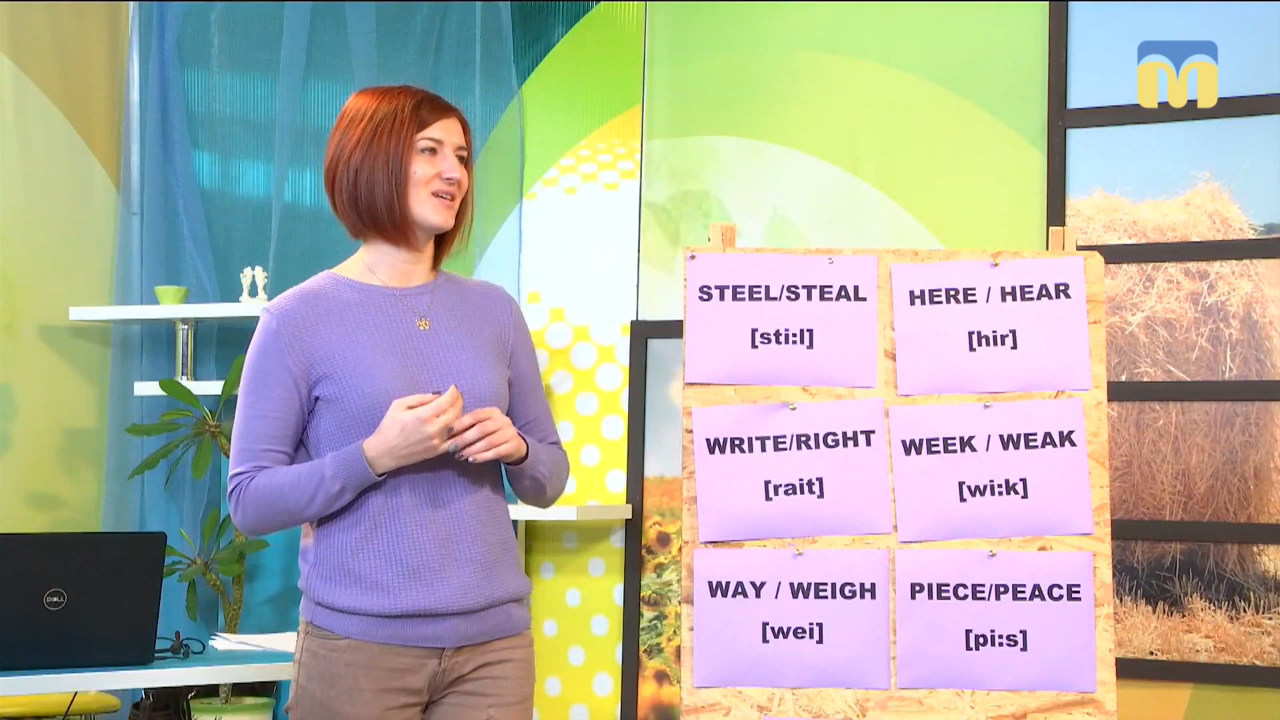 STEEL/STEAL
[sti:l]
HERE / HEAR
[hir]
WRITE/RIGHT
[rait]
WEEK / WEAK
[wi:k]
WAY / WEIGH
[wei]
PIECE/PEACE
[pi:s]
DELL
M